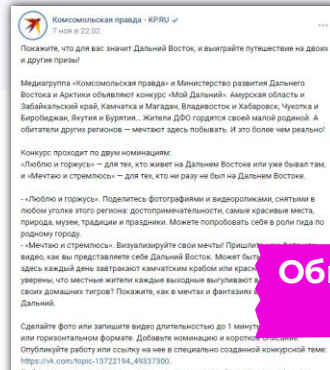 Комсомольская правда - KP.RU
7 ноя в 22:02
Покажите, что для вас значит Дальний Восток, и выиграйте путешествие на двоих
и другие призы!
Медиагруппа «Комсомольская правда» и Министерство развития Дальнего
Востока и Арктики объявляют конкурс «Мой Дальний». Амурская область и
Забайкальский край, Камчатка и Магадан, Владивосток и Хабаровск, Чукотка и
Биробиджан, Якутия и Бурятия... Жители ДФО гордятся своей малой родиной. А
обитатели других регионов — мечтают здесь побывать. И это более чем реально!
Конкурс проходит по двум номинациям:
«Люблю и горжусь» — для тех, кто живет на Дальнем Востоке или уже бывал там,
и «Мечтаю и стремлюсь» — для тех, кто ни разу не был на Дальнем Востоке.
- «Люблю и горжусь». Поделитесь фотографиями и видеороликами, снятыми в
любом уголке этого региона: достопримечательности, самые красивые места,
природа, музеи, традиции и праздники. Можете попробовать себя в роли гида по
родному городу.
- «Мечтаю и стремлюсь». Визуализируйте свои мечты! Пришлите
видео, как вы представляете себе Дальний Восток. Может быть
здесь каждый день завтракают камчатским крабом или
уверены, что местные жители каждые выходные выгуливают
своих домашних тигров? Покажите, как в мечтах и фантазиях
Дальний.
Сделайте фото или запишите видео длительностью до 1
или горизонтальном формате. Добавьте номинацию и короткое
Опубликуйте работу или ссылку на нее в специально созданной конкурсной теме:
https://vk.com/topic-15722194_49337300.